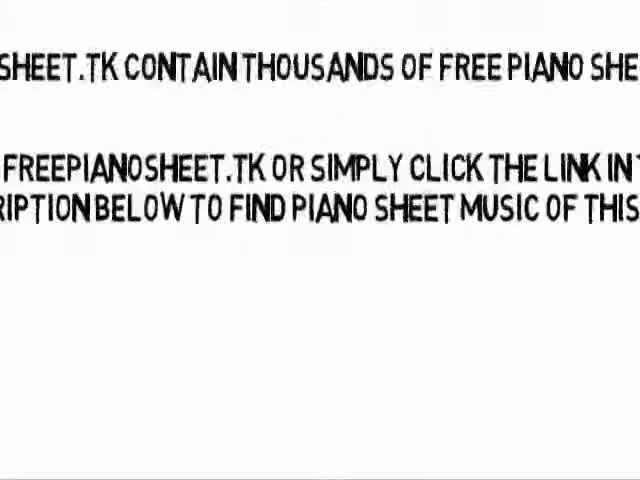 SHEET.TK CONTAIN THOUSANDS OF FREE PIANO SHE
FREEPIANOSHEET.TK OR SIMPLY CLICK THE LINK IN
RIPTION BELOW TO FIND PIANO SHEET MUSIC OF THIS